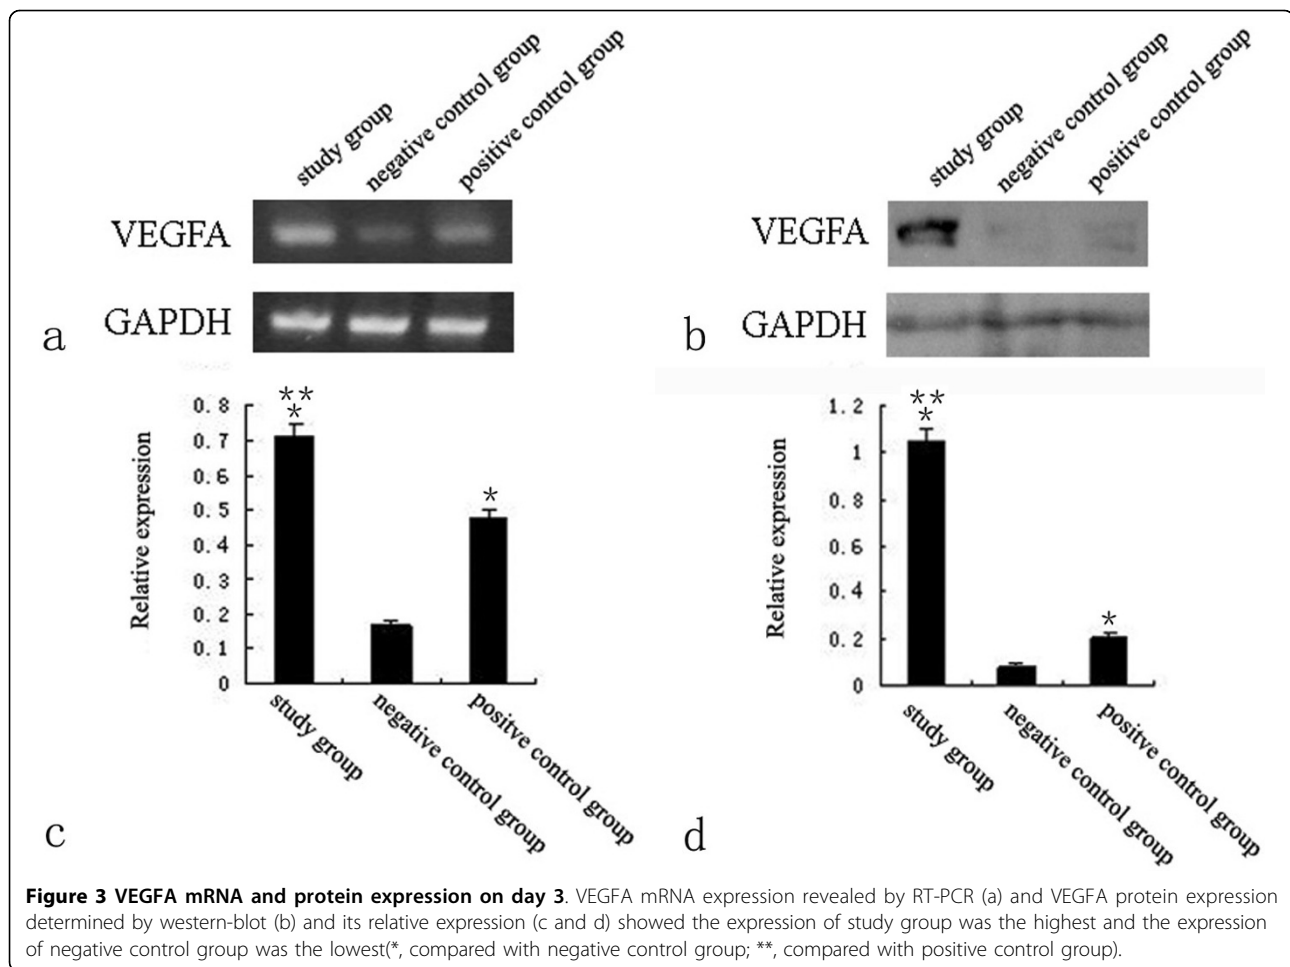 study group
negative control group
positive control group
VEGFA
GAPDH
a
study group
negative control group
positive control group
VEGFA
GAPDH
b
** 
*
*
0.8
0.7
0.6
0.5
0.4
0.3
0.2
0.1
0
Relative expression
study group
negative control group
positve control group
c
**
*
*
1.2
1
0.8
0.6
0.4
0.2
0
Relative expression
study group
negative control group
positive control group
d
Figure 3 VEGFA mRNA and protein expression on day 3. VEGFA mRNA expression revealed by RT-PCR (a) and VEGFA protein expression
determined by western-blot (b) and its relative expression (c and d) showed the expression of study group was the highest and the expression
of negative control group was the lowest(*, compared with negative control group; **, compared with positive control group).